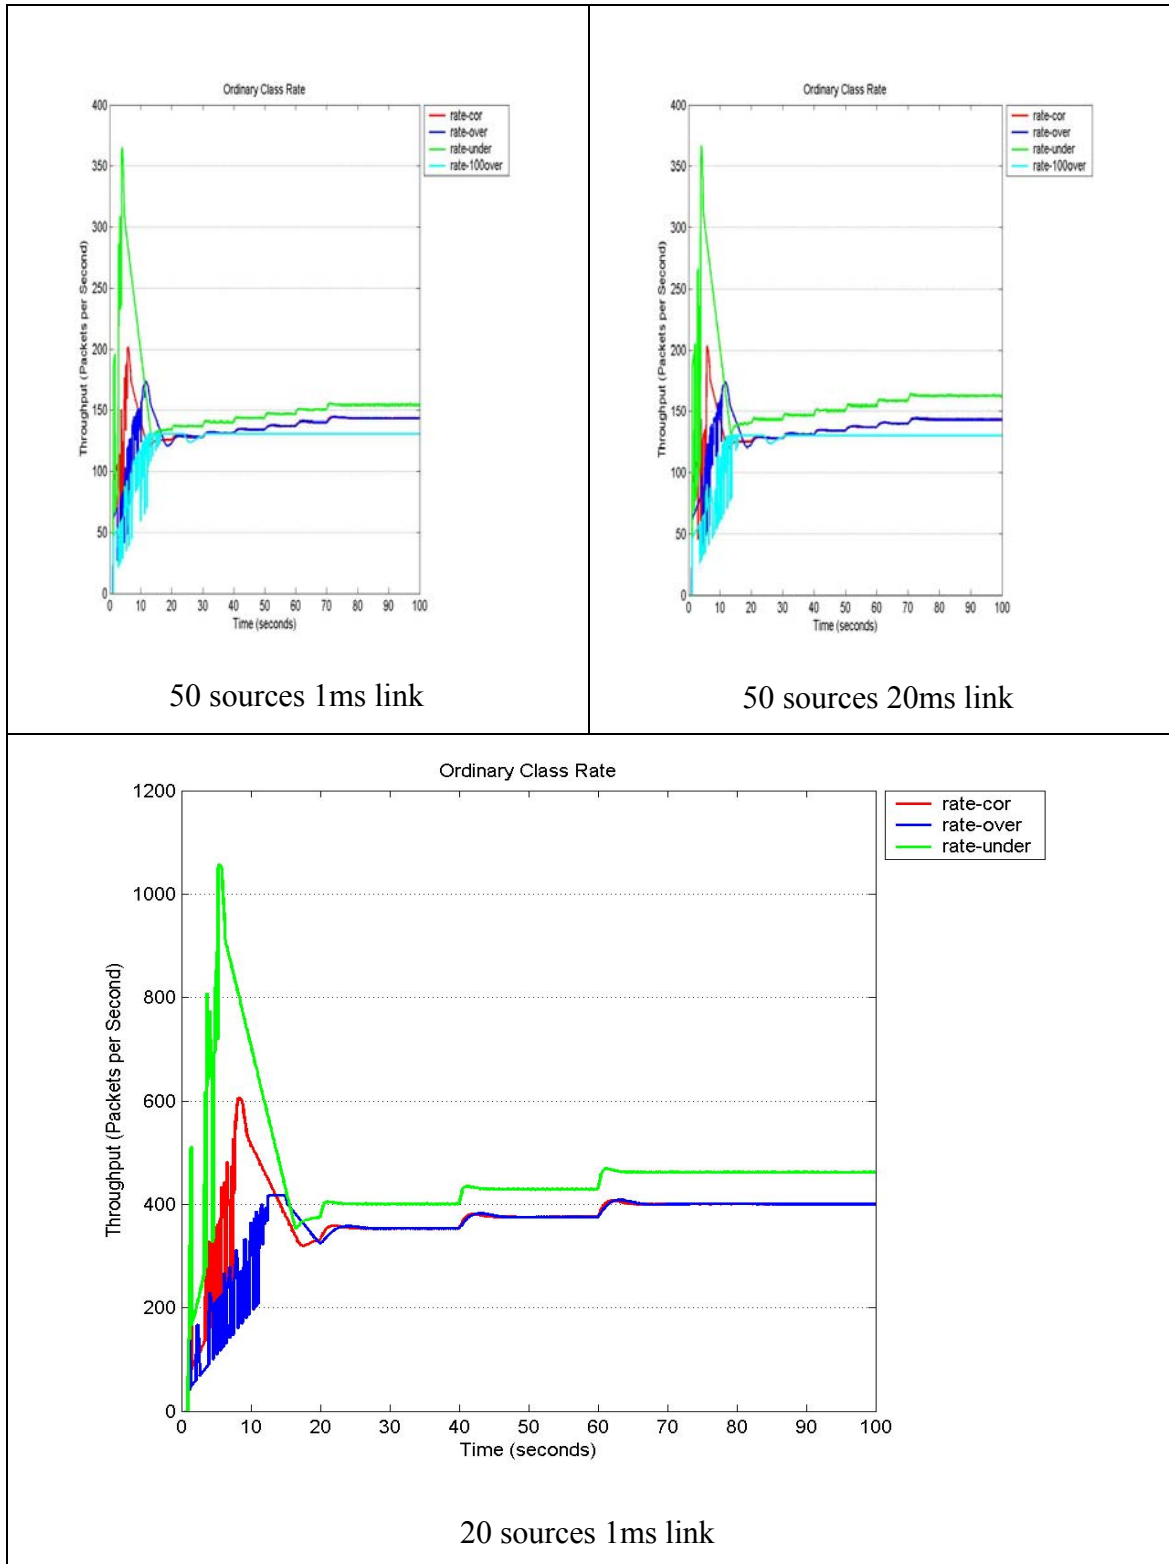 Ordinary Class Rate
400
350
300
250
200
150
100
50
0
0 10 20 30 40 50 60 70 80 90 100
Throughput (Packets per Second)
Time (seconds)
rate-cor
rate-over
rate-under
rate-100over
50 sources 1ms link
Ordinary Class Rate
400
350
300
250
200
150
100
50
0
0 10 20 30 40 50 60 70 80 90 100
Throughput (Packets per Second)
Time (seconds)
rate-cor
rate-over
rate-under
rate-100over
50 sources 20ms link
Ordinary Class Rate
1200
1000
800
600
400
200
0
0 10 20 30 40 50 60 70 80 90 100
Throughput (Packets per Second)
Time (seconds)
rate-cor
rate-over
rate-under
20 sources 1ms link